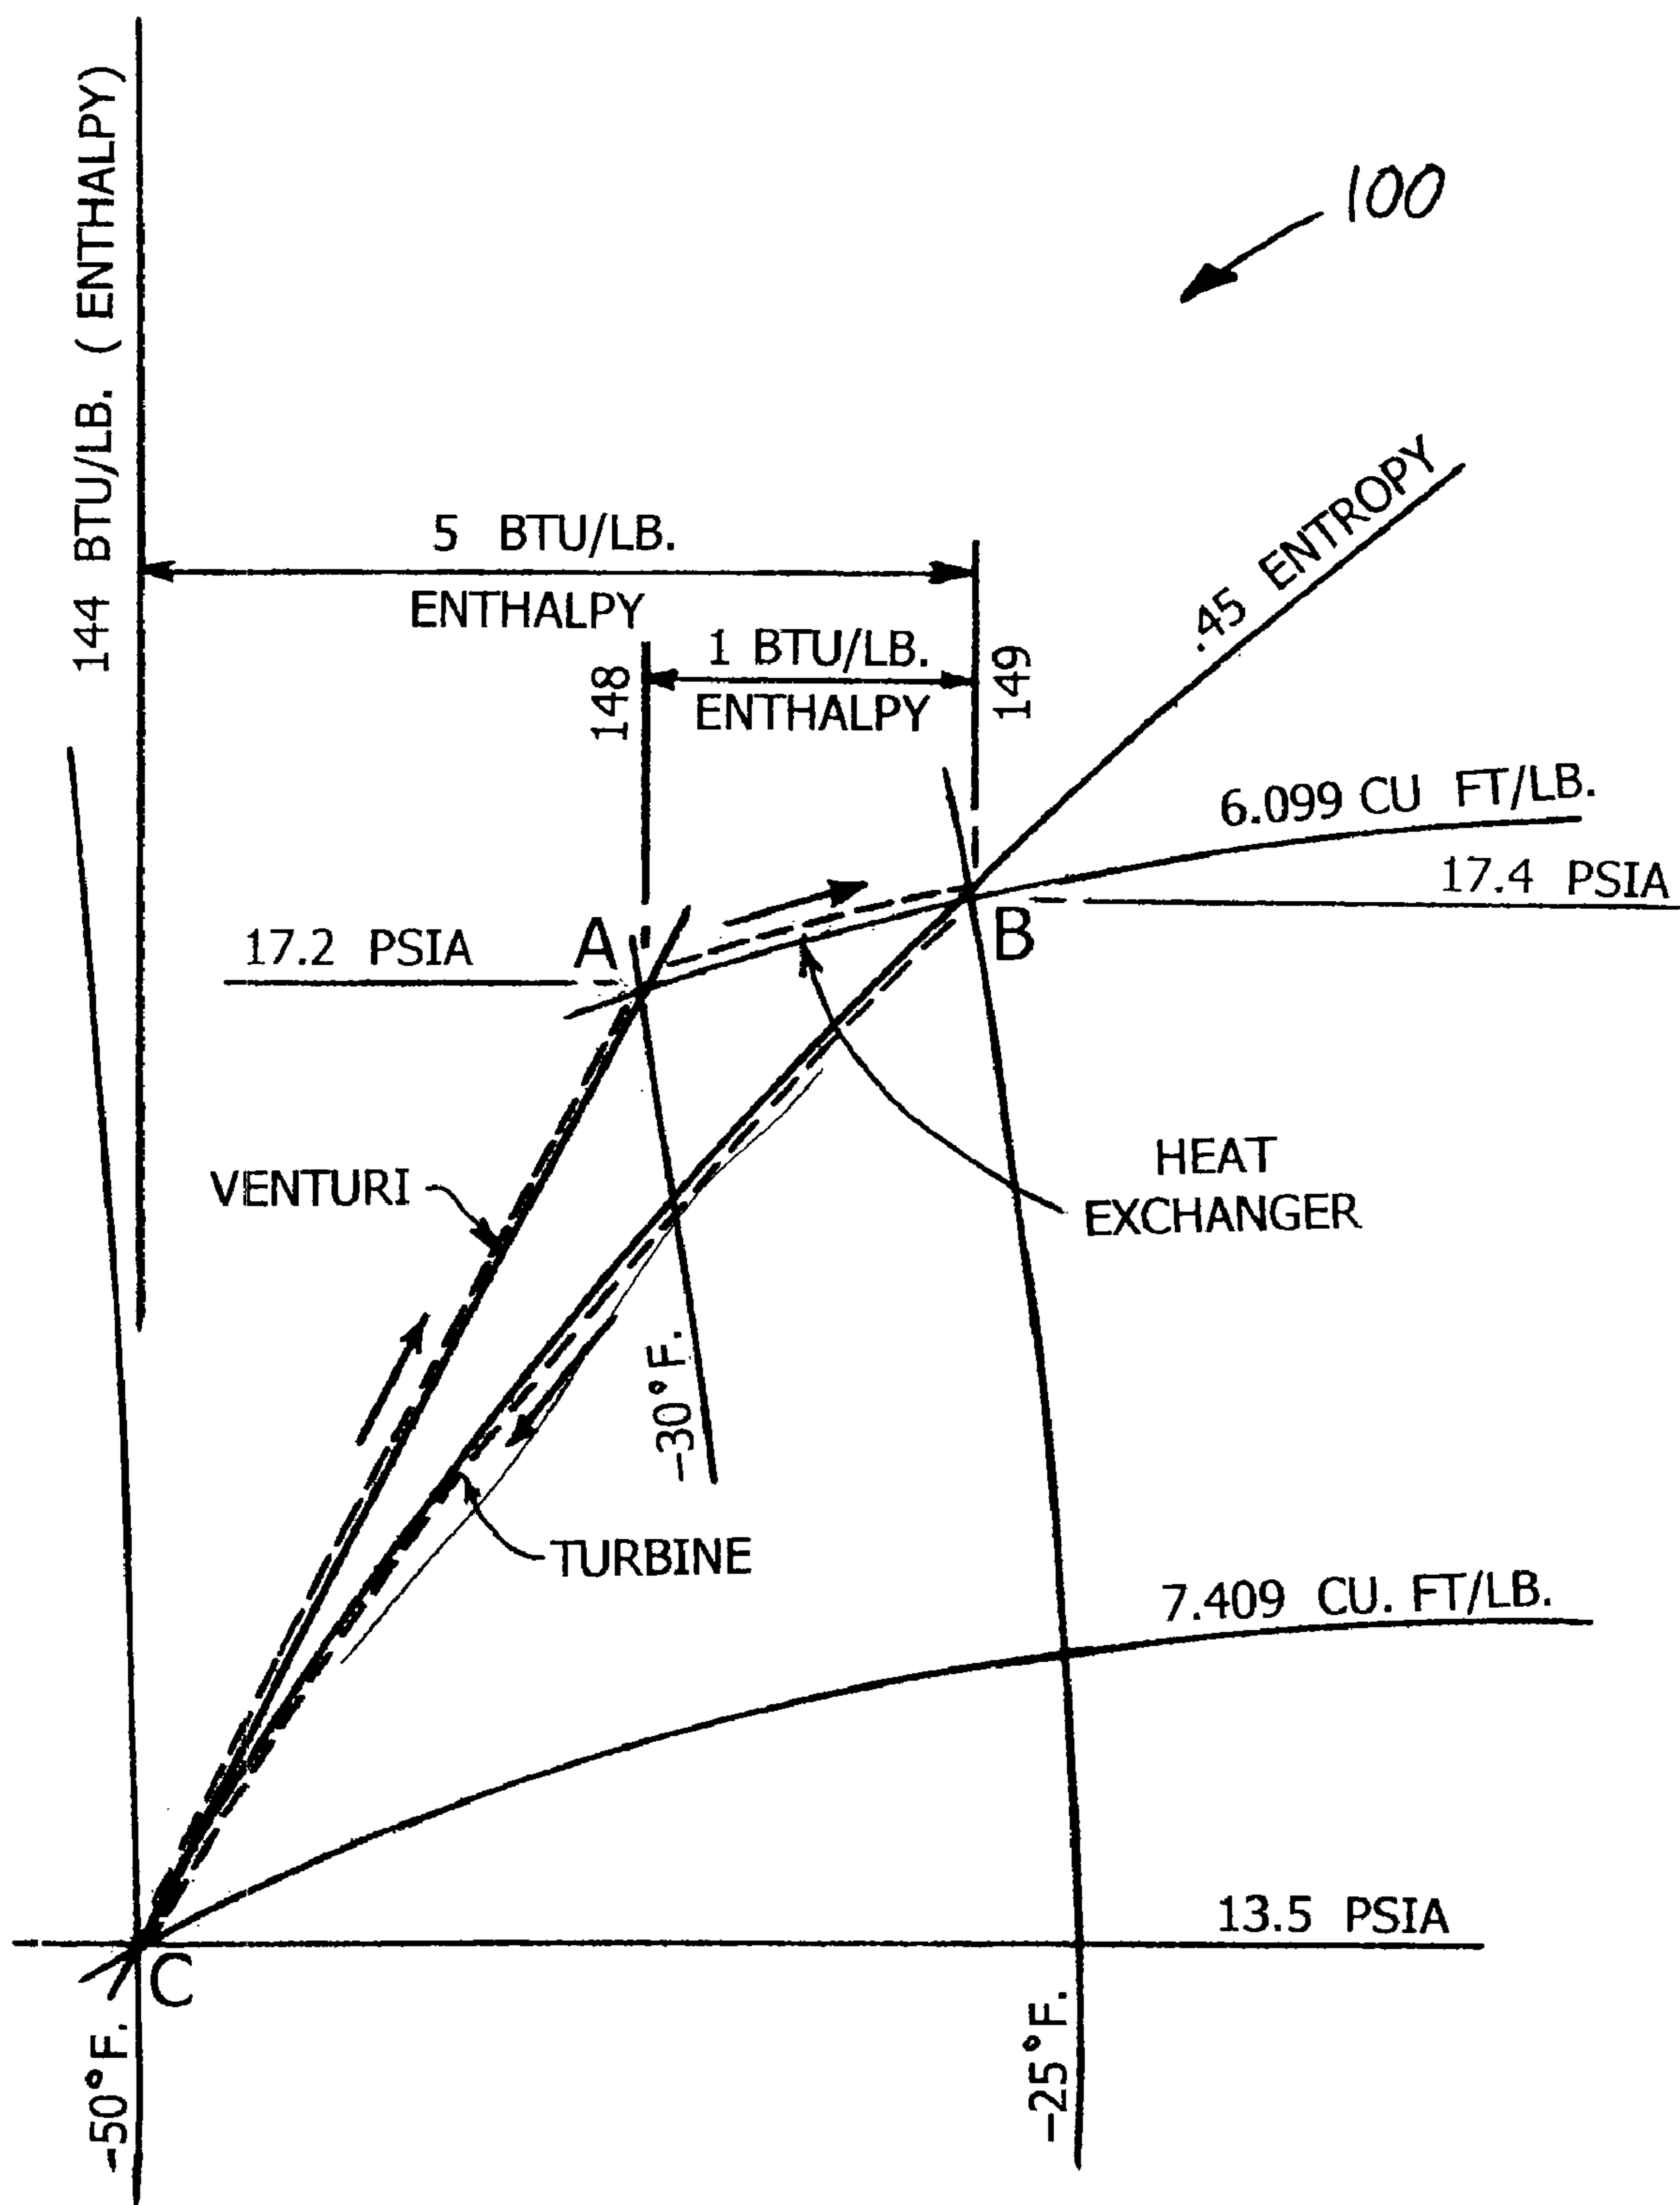 144 BTU/LB. ( ENTHALPY)
100
5 BTU/LB.
ENTHALPY
1 BTU/LB.
ENTHALPY
148
149
.45 ENTROPY
6.099 CU FT/LB.
17.4 PSIA
17.2 PSIA
A
B
VENTURI
HEAT
EXCHANGER
-30°F.
TURBINE
7.409 CU. FT/LB.
13.5 PSIA
C
-50°F.
-25°F.